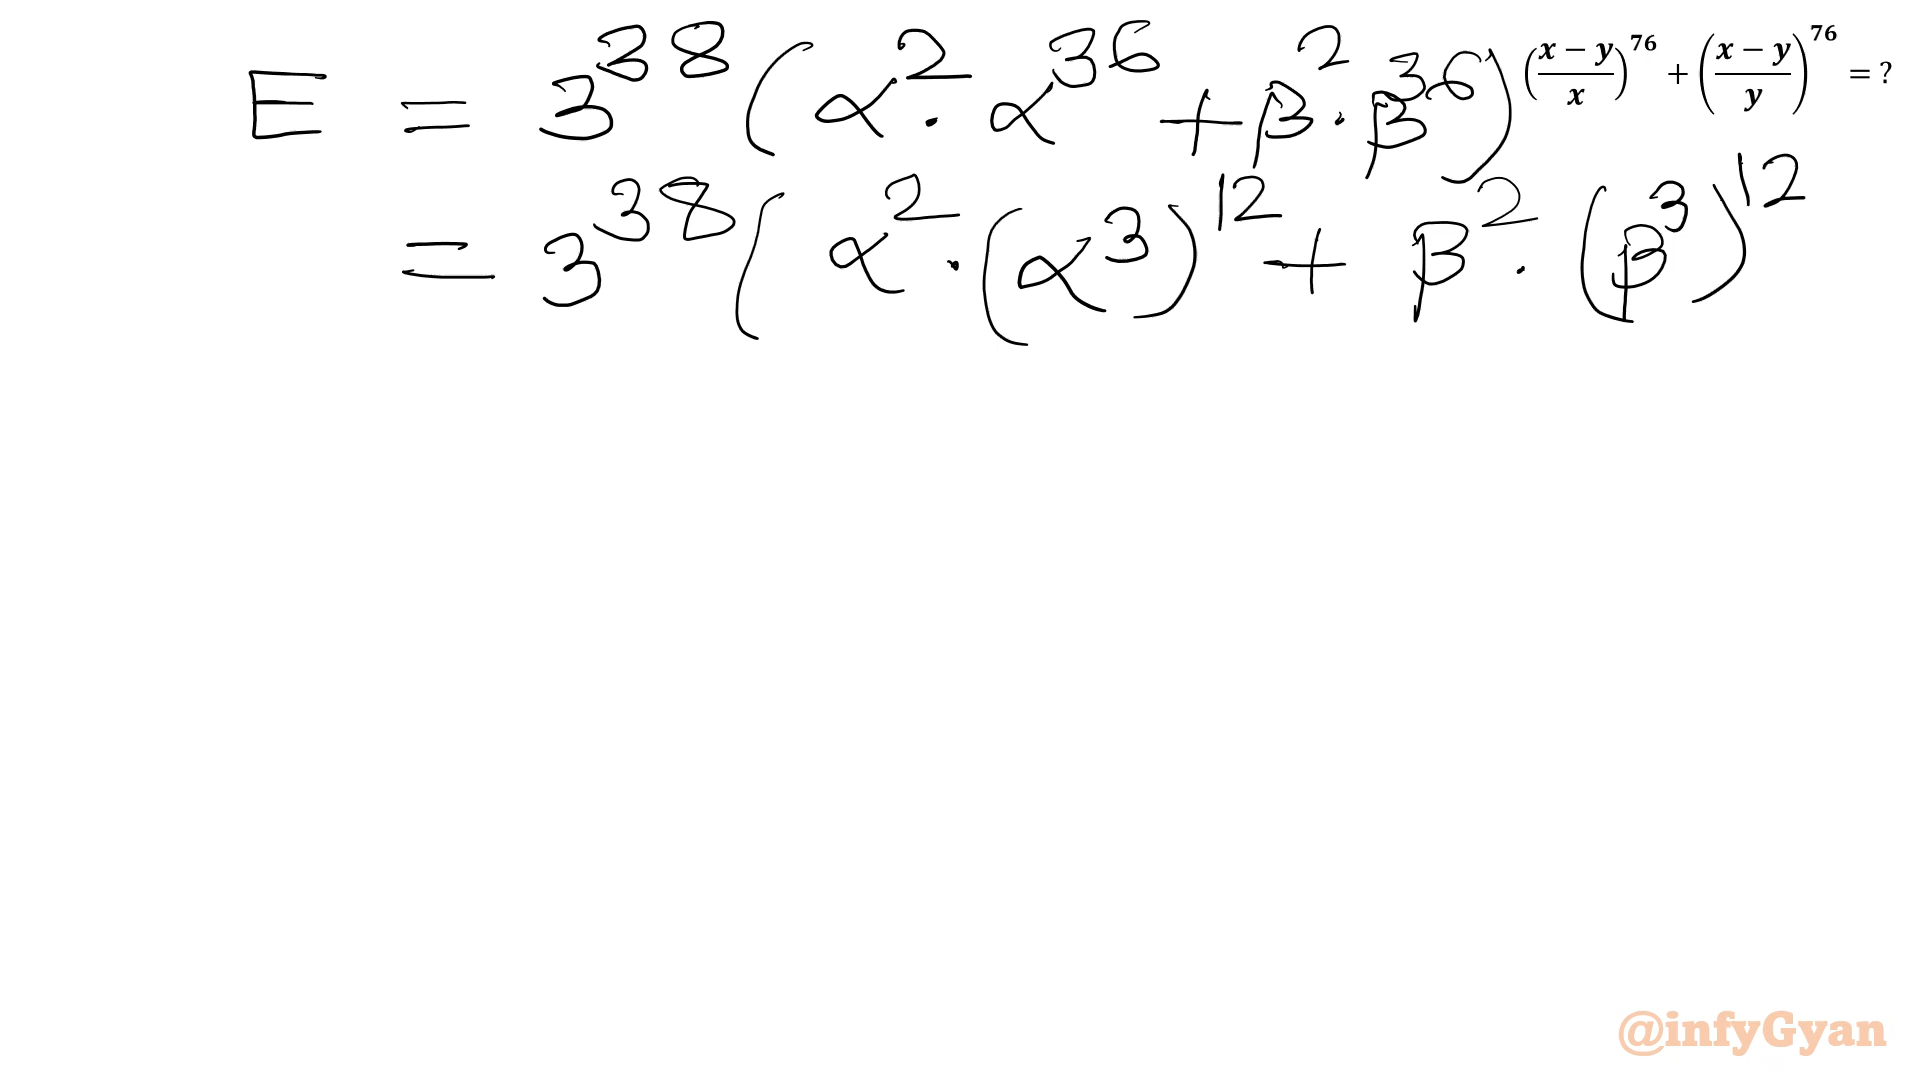 E = 3^38 (α^2 . α^36 + β^2 . β^36)
((x − y)/x)^76 + ((x − y)/y)^76 = ?
= 3^38 (α^2 . (α^3)^12 + β^2 . (β^3)^12
@infyGyan